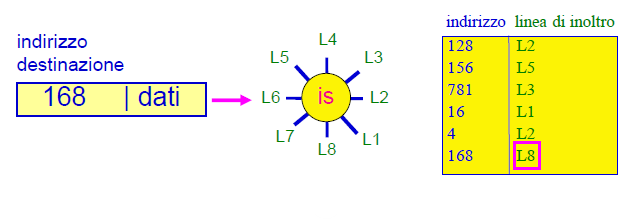 indirizzo
destinazione
168 | dati
L4
L5
L3
L6
is
L2
L7
L1
L8
indirizzo linea di inoltro
128 L2
156 L5
781 L3
16 L1
4 L2
168 L8